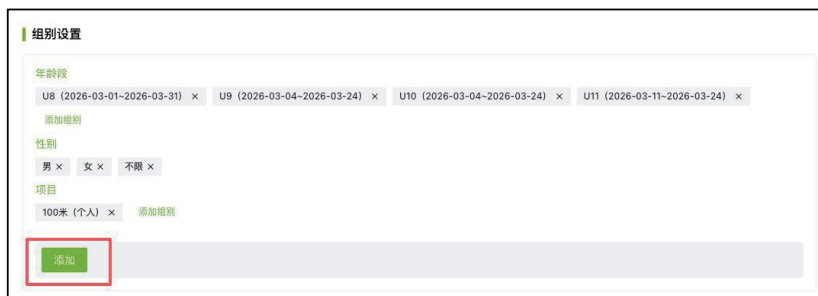 组别设置
年龄段
U8（2026-03-01~2026-03-31） × U9（2026-03-04~2026-03-24） × U10（2026-03-04~2026-03-24） × U11（2026-03-11~2026-03-24） ×
添加组别
性别
男 × 女 × 不限 ×
项目
100米（个人） × 添加组别
添加